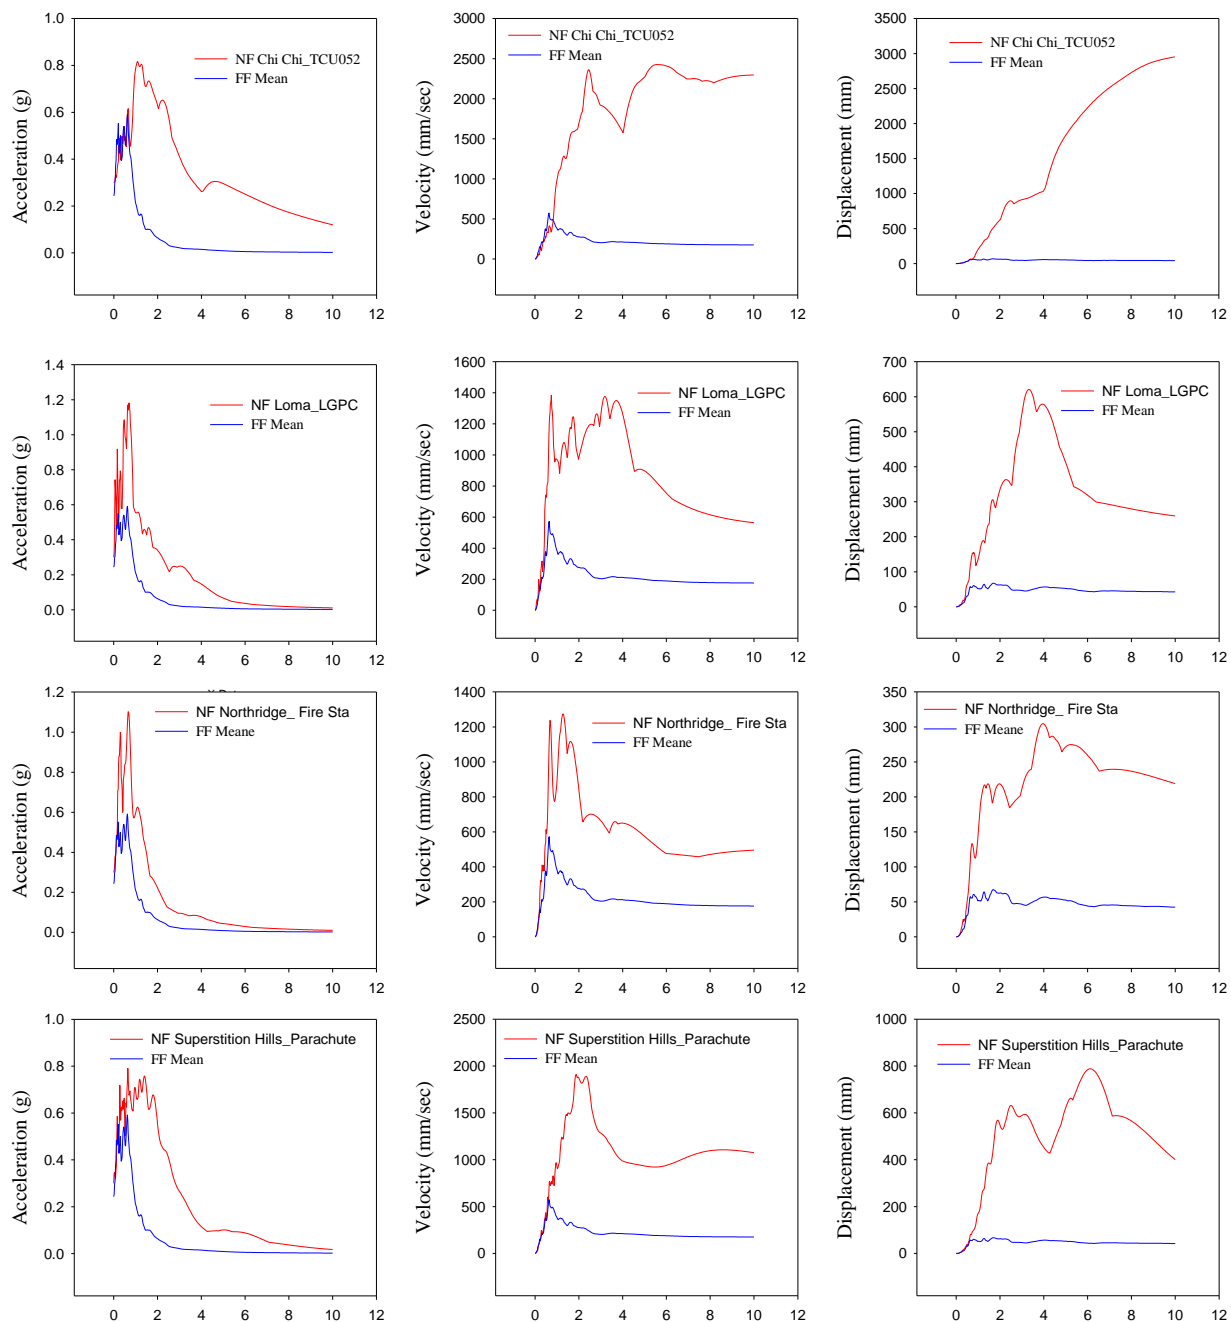 Acceleration (g)
1.0
0.8
0.6
0.4
0.2
0.0
NF Chi Chi_TCU052
FF Mean
0 2 4 6 8 10 12
Velocity (mm/sec)
3000
2500
2000
1500
1000
500
0
NF Chi Chi_TCU052
FF Mean
0 2 4 6 8 10 12
Displacement (mm)
3500
3000
2500
2000
1500
1000
500
0
NF Chi Chi_TCU052
FF Mean
0 2 4 6 8 10 12
Acceleration (g)
1.4
1.2
1.0
0.8
0.6
0.4
0.2
0.0
NF Loma_LGPC
FF Mean
0 2 4 6 8 10 12
Velocity (mm/sec)
1600
1400
1200
1000
800
600
400
200
0
NF Loma_LGPC
FF Mean
0 2 4 6 8 10 12
Displacement (mm)
700
600
500
400
300
200
100
0
NF Loma_LGPC
FF Mean
0 2 4 6 8 10 12
Acceleration (g)
1.2
1.0
0.8
0.6
0.4
0.2
0.0
NF Northridge_ Fire Sta
FF Meane
0 2 4 6 8 10 12
Velocity (mm/sec)
1400
1200
1000
800
600
400
200
0
NF Northridge_ Fire Sta
FF Meane
0 2 4 6 8 10 12
Displacement (mm)
350
300
250
200
150
100
50
0
NF Northridge_ Fire Sta
FF Meane
0 2 4 6 8 10 12
Acceleration (g)
1.0
0.8
0.6
0.4
0.2
0.0
NF Superstition Hills_Parachute
FF Mean
0 2 4 6 8 10 12
Velocity (mm/sec)
2500
2000
1500
1000
500
0
NF Superstition Hills_Parachute
FF Mean
0 2 4 6 8 10 12
Displacement (mm)
1000
800
600
400
200
0
NF Superstition Hills_Parachute
FF Mean
0 2 4 6 8 10 12